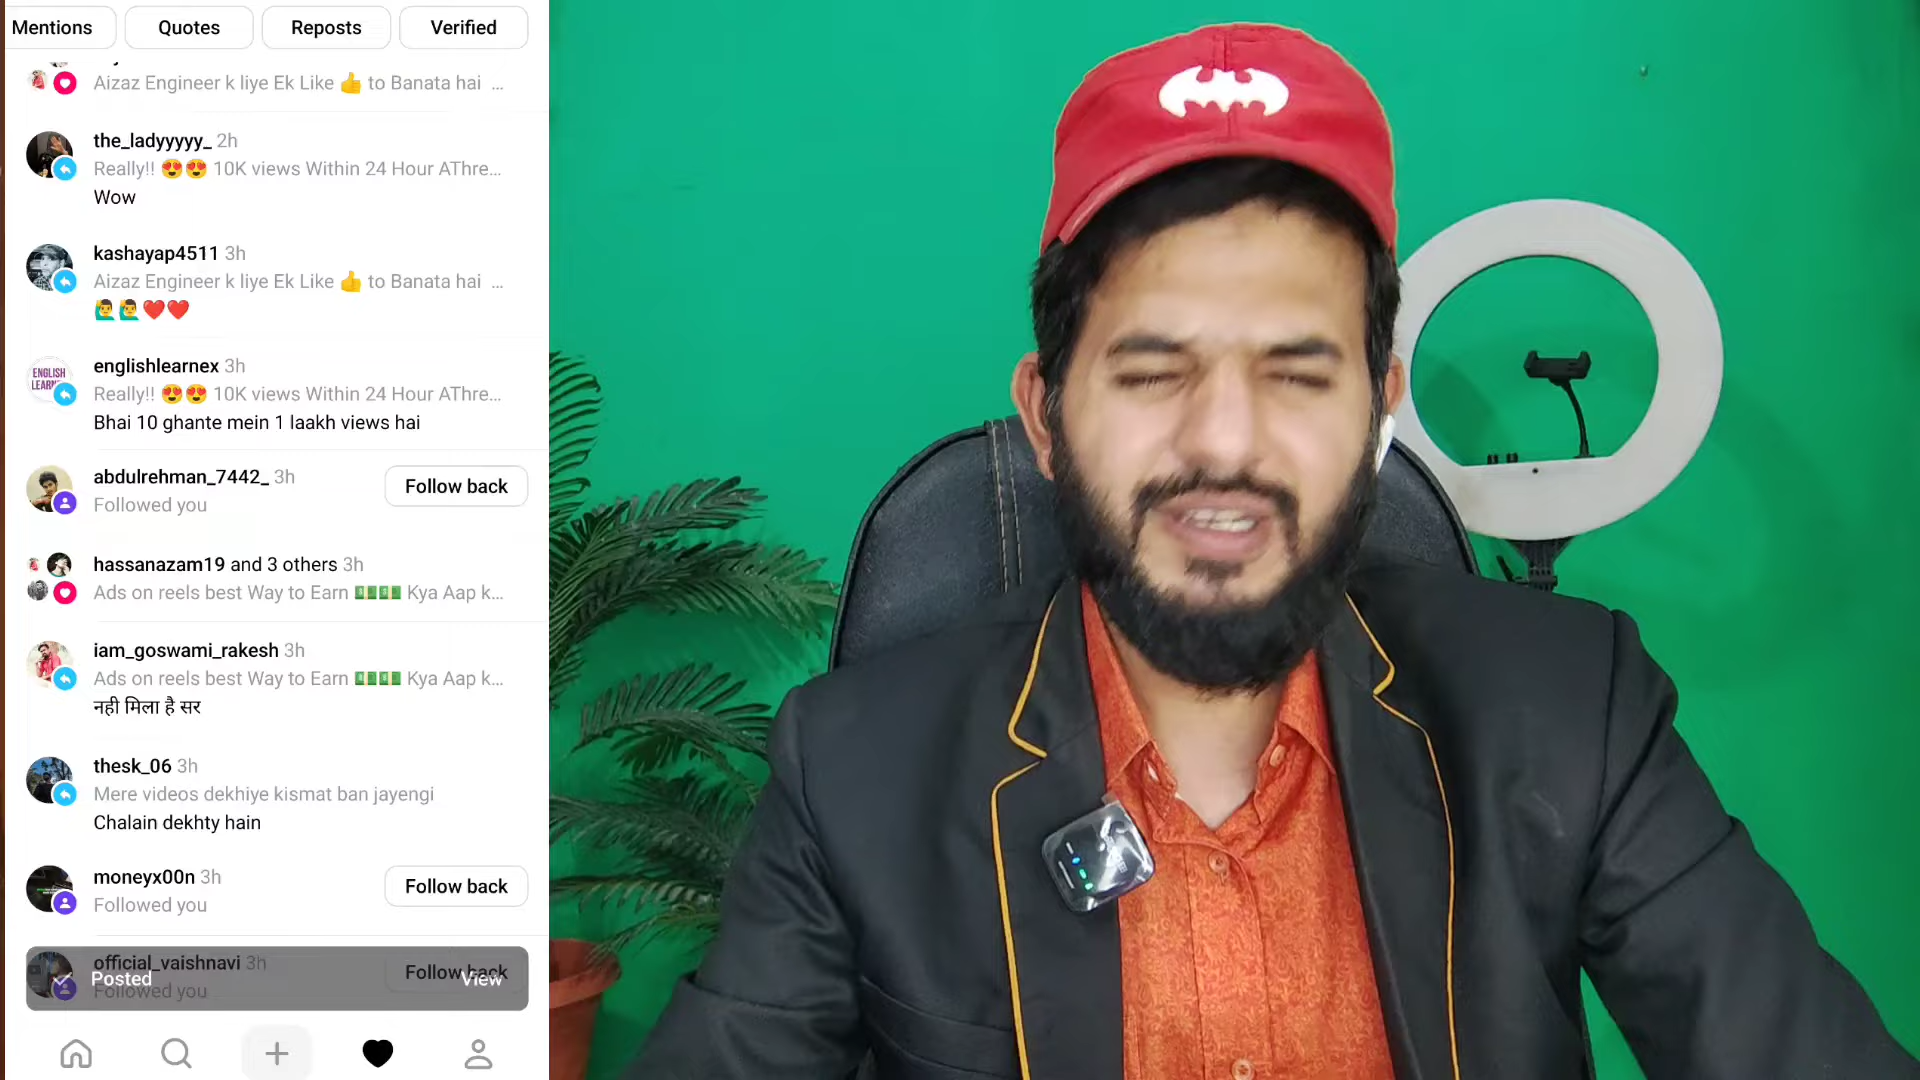 Mentions
Quotes
Reposts
Verified
Aizaz Engineer k liye Ek Like 👍 to Banata hai ...
the_ladyyyyy_ 2h
Really!! 😍😍 10K views Within 24 Hour AThre...
Wow
kashayap4511 3h
Aizaz Engineer k liye Ek Like 👍 to Banata hai ...
🙋‍♂️🙋‍♂️❤️❤️
ENGLISH
englishlearnex 3h
Really!! 😍😍 10K views Within 24 Hour AThre...
Bhai 10 ghante mein 1 laakh views hai
abdulrehman_7442_ 3h
Followed you
Follow back
hassanazam19 and 3 others 3h
Ads on reels best Way to Earn 💵💵 Kya Aap k...
iam_goswami_rakesh 3h
Ads on reels best Way to Earn 💵💵 Kya Aap k...
नही मिला है सर
thesk_06 3h
Mere videos dekhiye kismat ban jayengi
Chalain dekhty hain
moneyx00n 3h
Followed you
Follow back
official_vaishnavi 3h
Followed you
Follow back
Posted
View